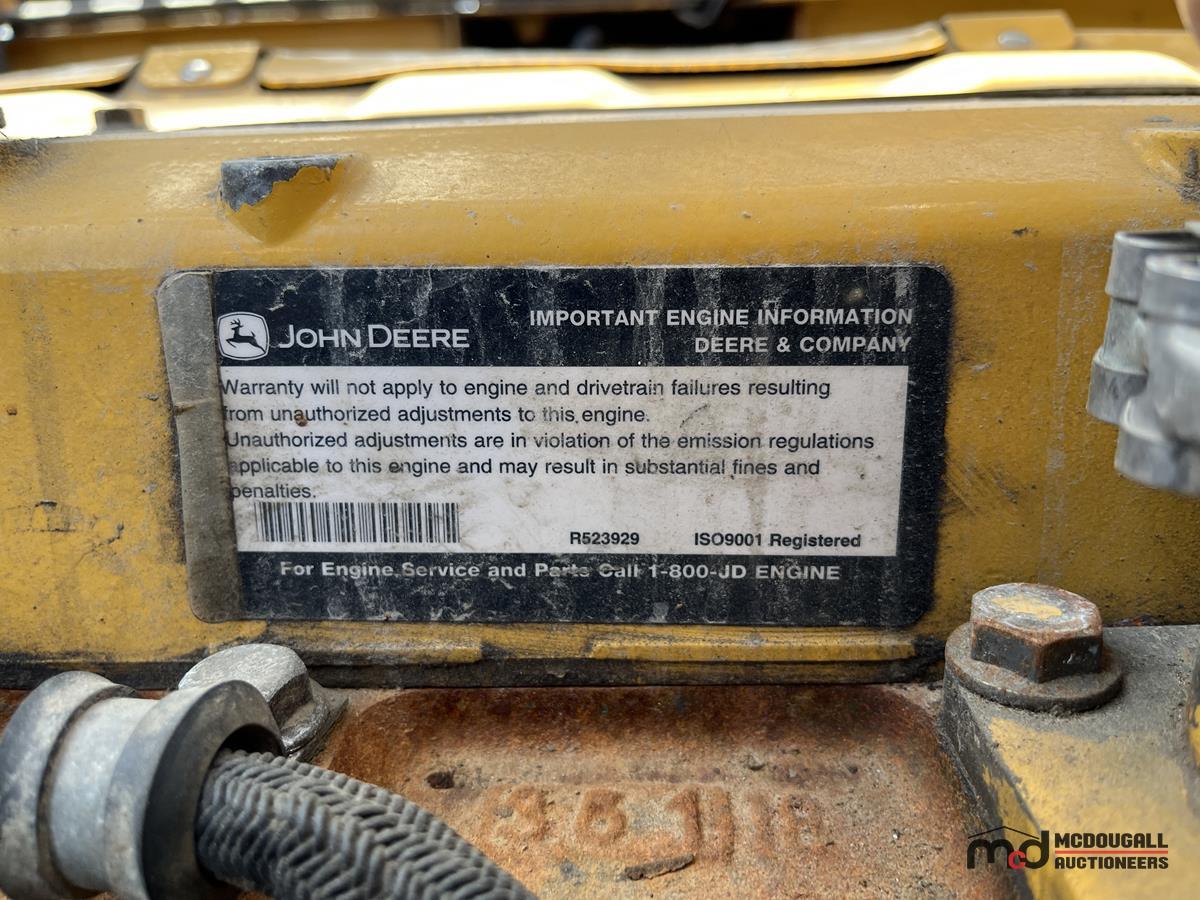 JOHN DEERE
IMPORTANT ENGINE INFORMATION
DEERE & COMPANY
Warranty will not apply to engine and drivetrain failures resulting
from unauthorized adjustments to this engine.
Unauthorized adjustments are in violation of the emission regulations
applicable to this engine and may result in substantial fines and
penalties.
R523929 ISO9001 Registered
For Engine Service and Parts Call 1-800-JD ENGINE
mcd MCDOUGALL
AUCTIONEERS